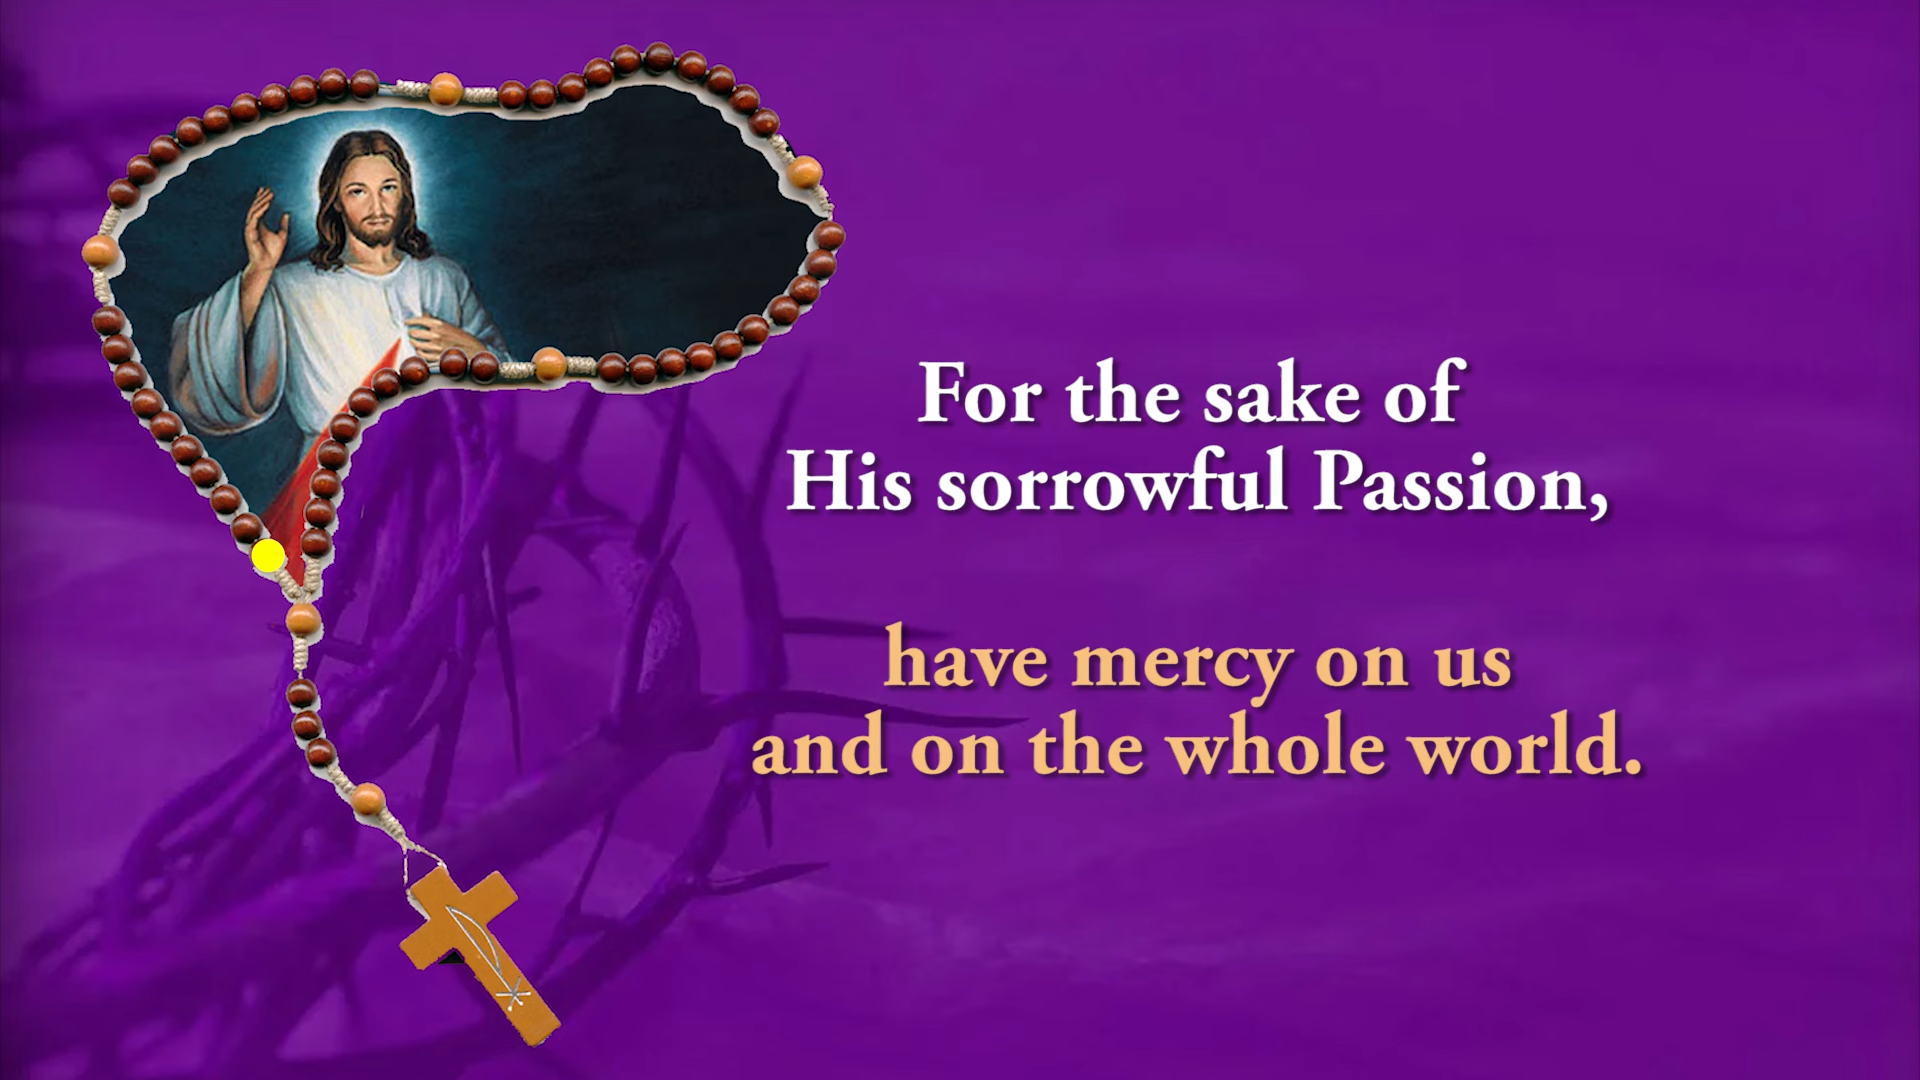 For the sake of
His sorrowful Passion,
have mercy on us
and on the whole world.